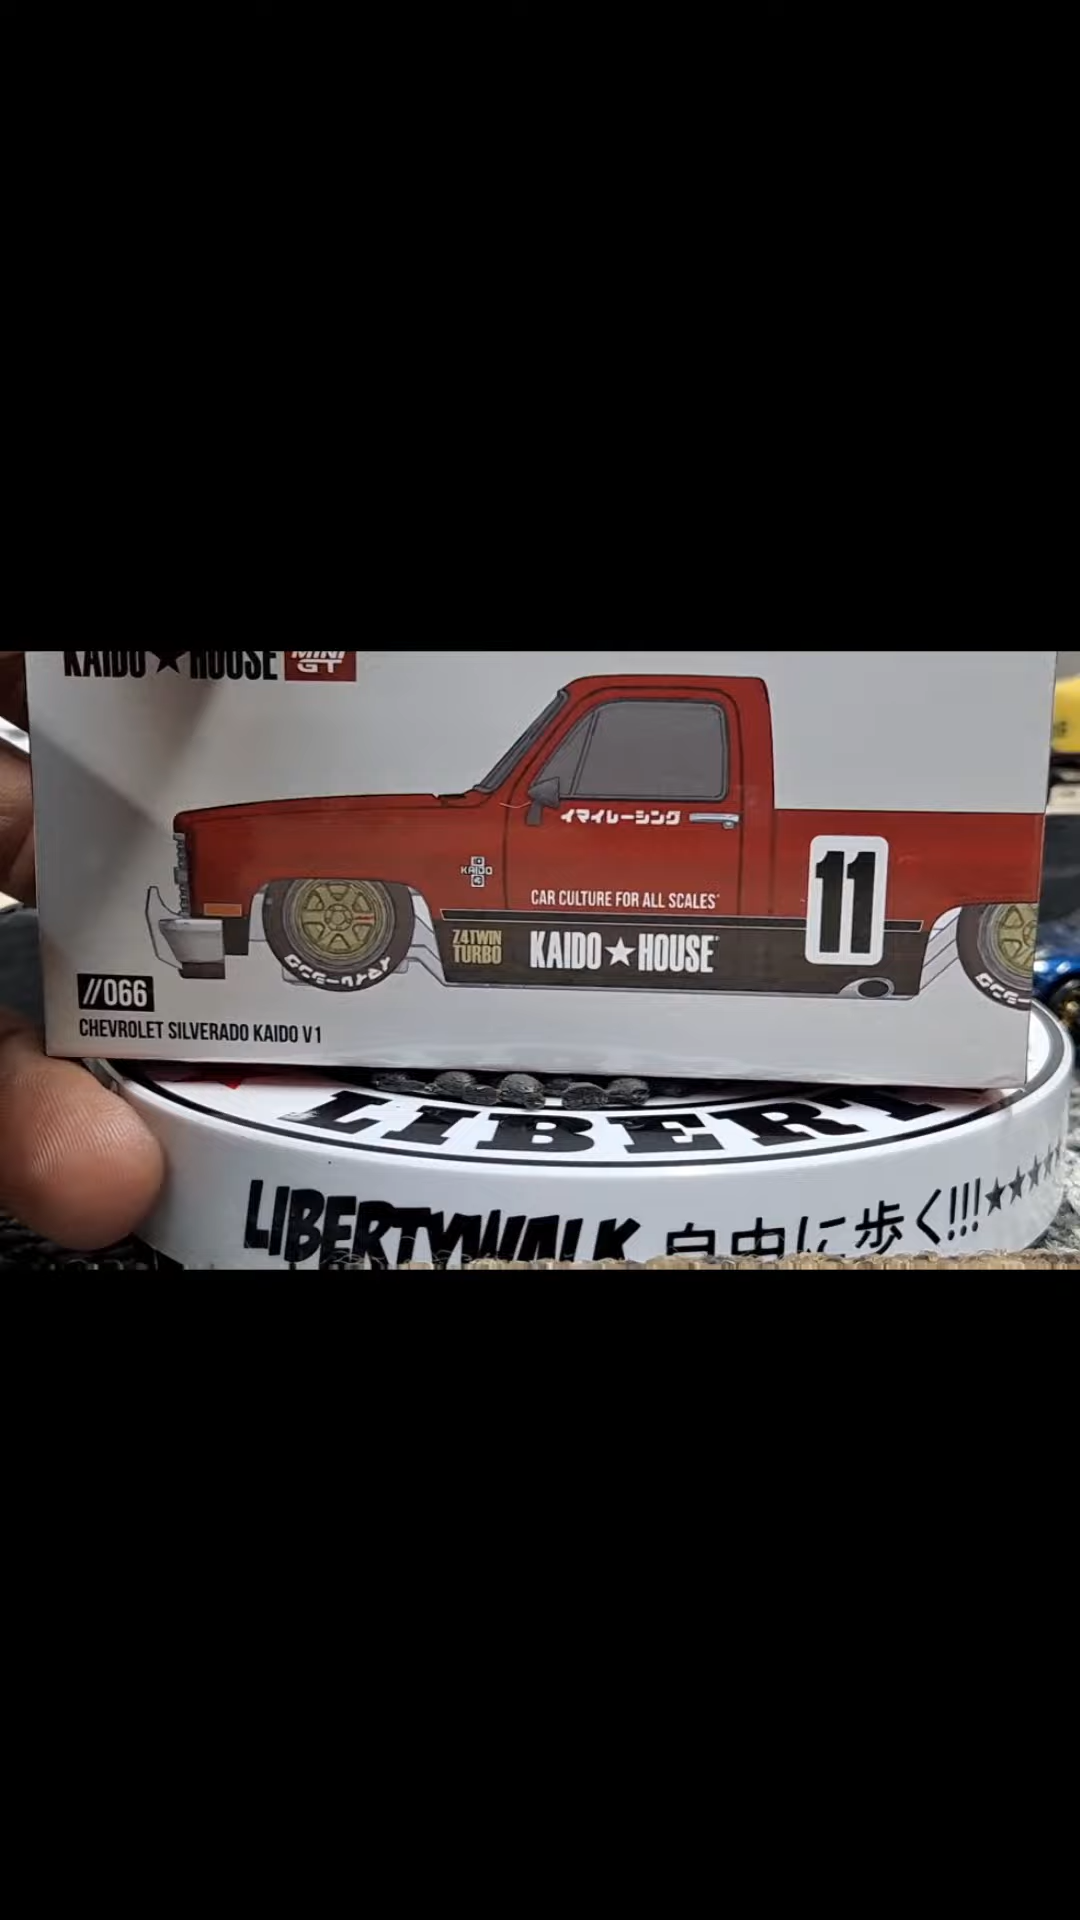 KAIDO★HOUSE MINI GT
イマイレーシング
KAIDO
11
CAR CULTURE FOR ALL SCALES
Z4TWIN
TURBO
KAIDO★HOUSE
//066
CHEVROLET SILVERADO KAIDO V1
LIBERT
LIBERTYWALK 自由に歩く!!!★★★★★